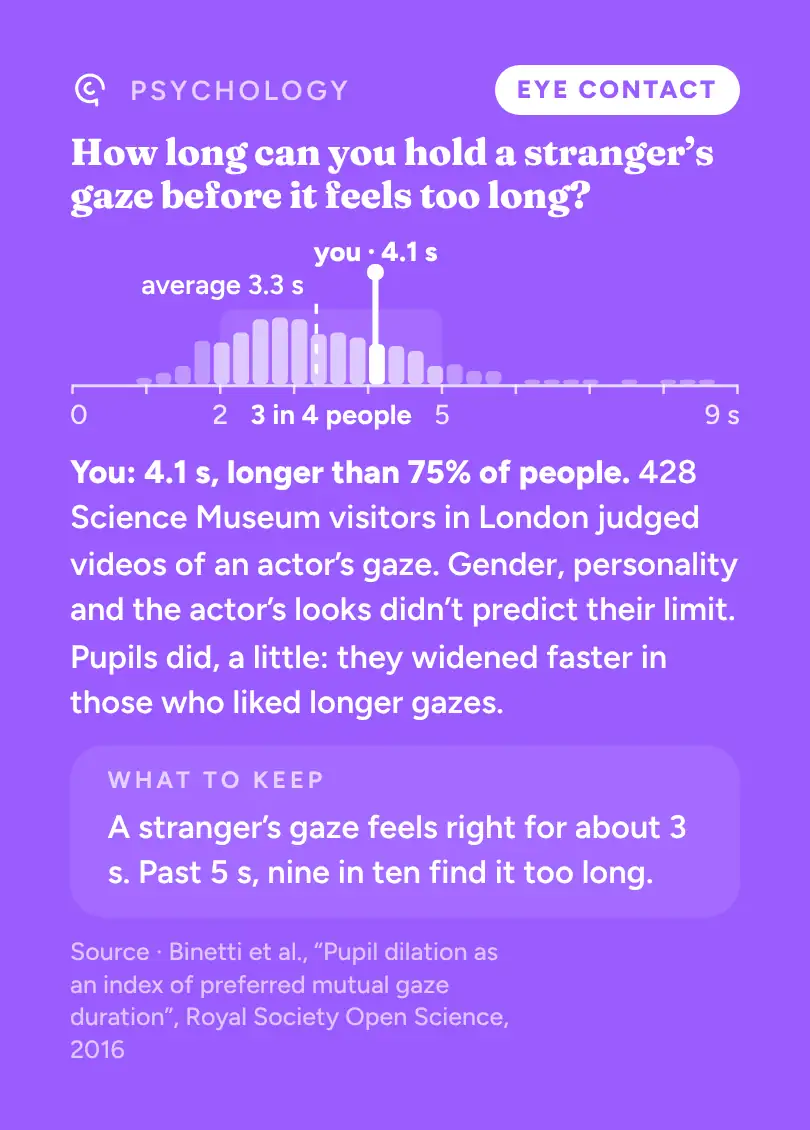 PSYCHOLOGY
EYE CONTACT
How long can you hold a stranger’s
gaze before it feels too long?
you · 4.1 s
average 3.3 s
0 2 3 in 4 people 5 9 s
You: 4.1 s, longer than 75% of people. 428
Science Museum visitors in London judged
videos of an actor’s gaze. Gender, personality
and the actor’s looks didn’t predict their limit.
Pupils did, a little: they widened faster in
those who liked longer gazes.
WHAT TO KEEP
A stranger’s gaze feels right for about 3
s. Past 5 s, nine in ten find it too long.
Source · Binetti et al., “Pupil dilation as
an index of preferred mutual gaze
duration”, Royal Society Open Science,
2016